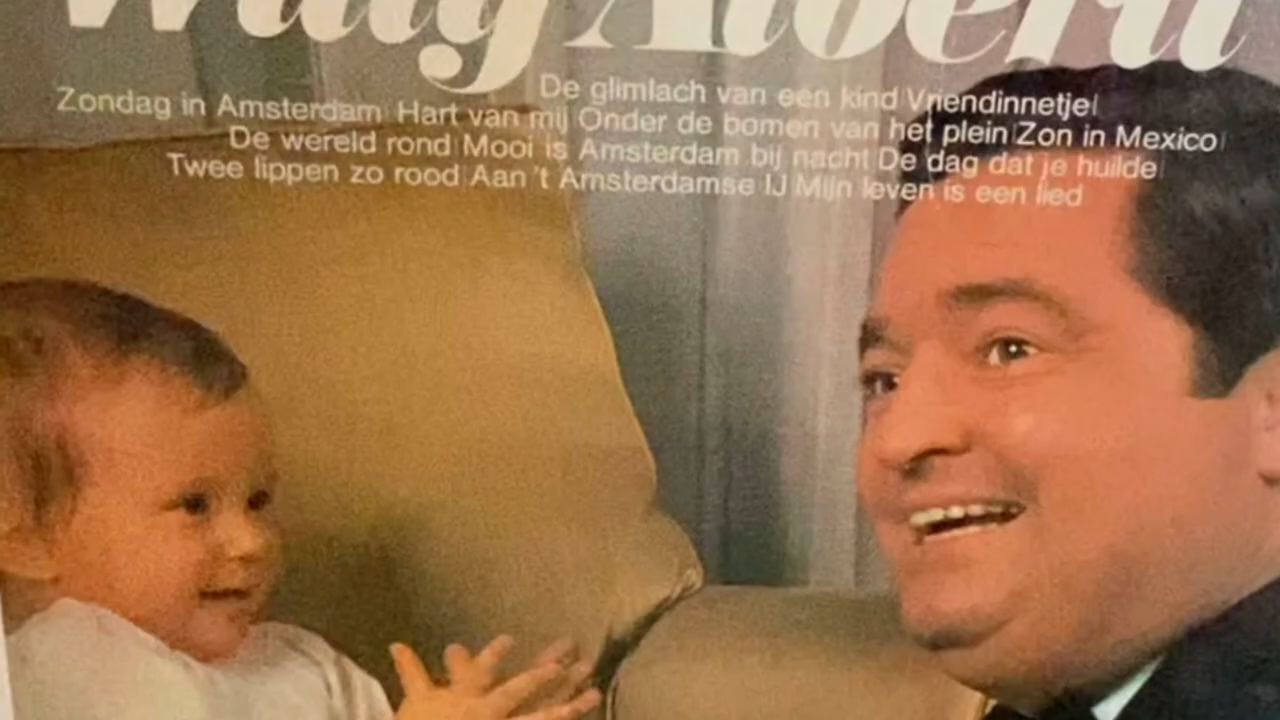 Willy Alberti
De glimlach van een kind|Vriendinnetje|
Zondag in Amsterdam|Hart van mij|Onder de bomen van het plein|Zon in Mexico|
De wereld rond|Mooi is Amsterdam bij nacht|De dag dat je huilde|
Twee lippen zo rood|Aan 't Amsterdamse IJ|Mijn leven is een lied